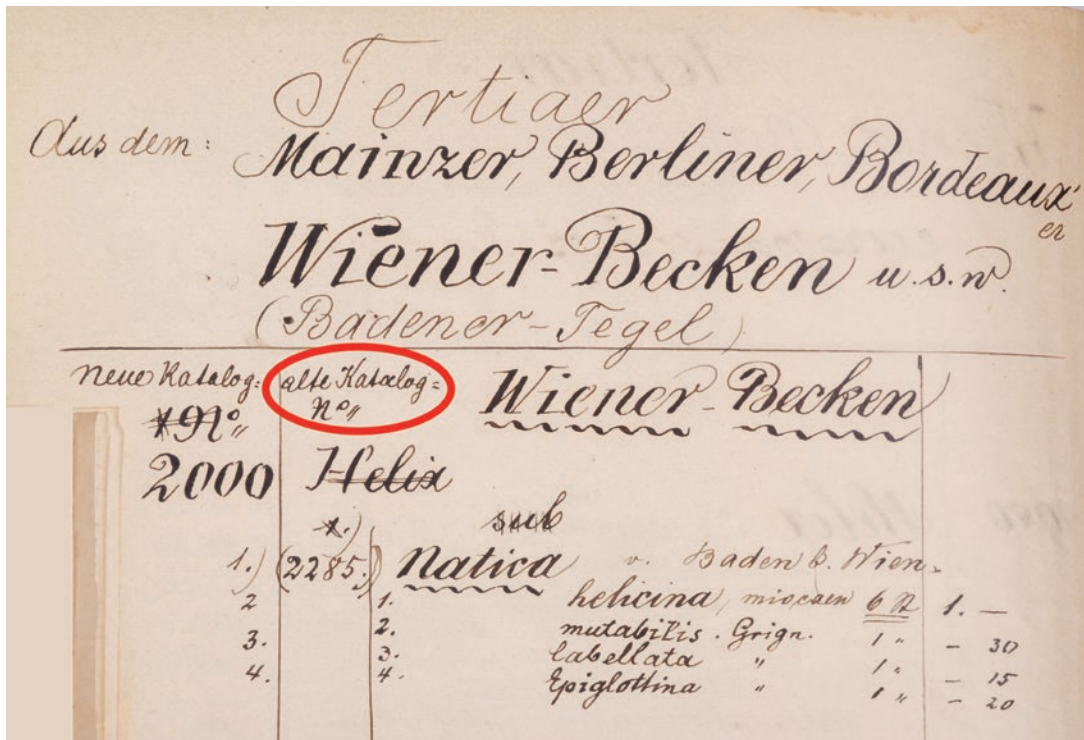 Tertiaer
Aus dem: Mainzer, Berliner, Bordeaux'
er
Wiener-Becken u.s.w.
(Badener-Tegel)
neue Katalog: alte Katalog= Wiener-Becken
No„ No„
2000 Helix
sub
1.) (2285.) Natica v. Baden b. Wien.
2 1. helicina, miocaen 6 St 1. —
3. 2. mutabilis. Grign. 1 „ — 30
3. labellata „ 1 „ — 15
4. 4. Epiglottina „ 1 „ — 20